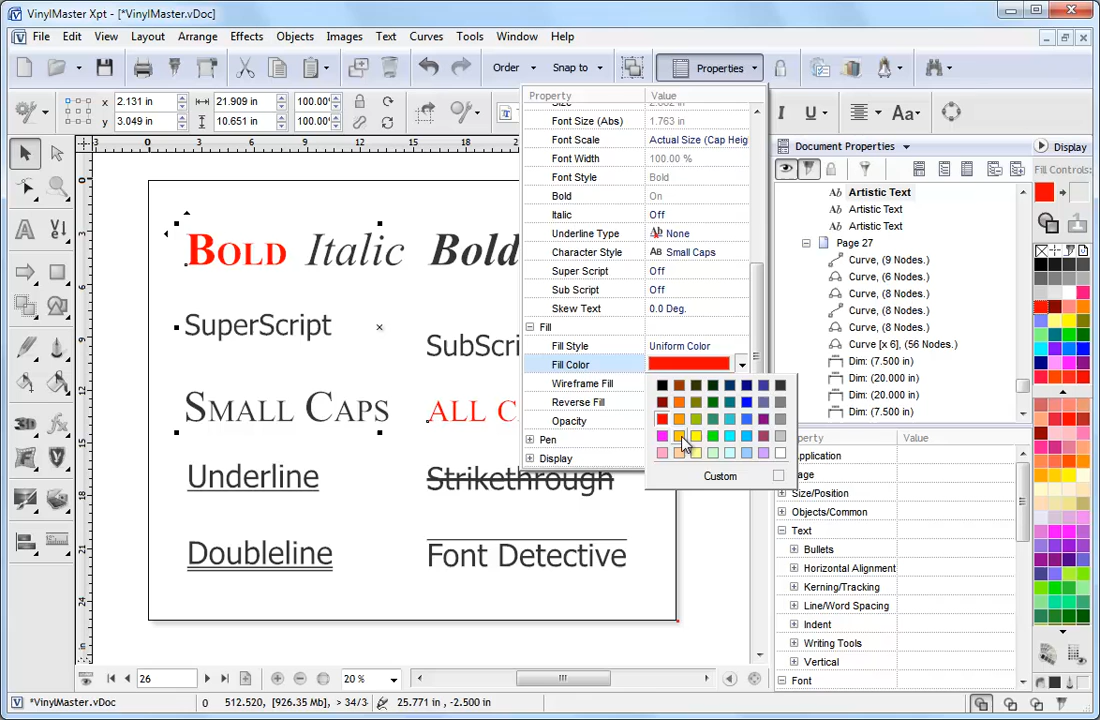 VinylMaster Xpt - [*VinylMaster.vDoc]
File Edit View Layout Arrange Effects Objects Images Text Curves Tools Window Help
Order Snap to Properties
x 2.131 in 21.909 in 100.00
y 3.049 in 10.651 in 100.00
Property Value
Font Size (Abs) 1.763 in
Font Scale Actual Size (Cap Heig
Font Width 100.00 %
Font Style Bold
Bold On
Italic Off
Underline Type None
Character Style AB Small Caps
Super Script Off
Sub Script Off
Skew Text 0.0 Deg.
Fill
Fill Style Uniform Color
Fill Color
Wireframe Fill
Reverse Fill
Opacity
Pen
Display
Custom
Document Properties
Artistic Text
Artistic Text
Artistic Text
Page 27
Curve, (9 Nodes.)
Curve, (6 Nodes.)
Curve, (8 Nodes.)
Curve, (8 Nodes.)
Curve, (8 Nodes.)
Curve [x 6], (56 Nodes.)
Dim: (7.500 in)
Dim: (20.000 in)
Dim: (20.000 in)
Dim: (7.500 in)
Value
Size/Position
Objects/Common
Text
Bullets
Horizontal Alignment
Kerning/Tracking
Line/Word Spacing
Indent
Writing Tools
Vertical
Font
Display
Fill Controls:
BOLD Italic Bold
SuperScript
SubScri
SMALL CAPS ALL C
Underline Strikethrough
Doubleline Font Detective
26
20 %
*VinylMaster.vDoc 0 512.520, [926.35 Mb], > 34/3 25.771 in , -2.500 in